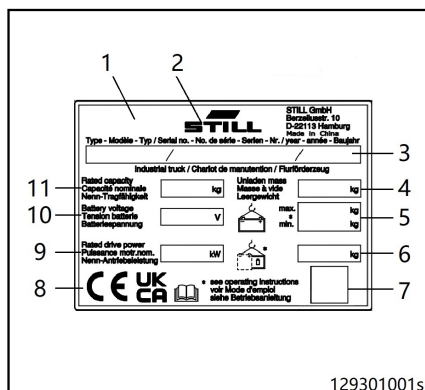 1
2
STILL
STILL GmbH
Berzeliusstr. 10
D-22113 Hamburg
Made in China
Type - Modèle - Typ / Serial no. - No. de série - Serien - Nr. / year - année - Baujahr
/ /
3
Industrial truck / Chariot de manutention / Flurförderzeug
11
Rated capacity
Capacité nominale
Nenn-Tragfähigkeit
kg
Unladen mass
Masse à vide
Leergewicht
kg
4
10
Battery voltage
Tension batterie
Batteriespannung
V
max.
*
min.
kg
kg
5
9
Rated drive power
Puissance motr.nom.
Nenn-Antriebsleistung
kW
*
kg
6
8
CE
UK
CA
* see operating instructions
voir Mode d'emploi
siehe Betriebsanleitung
7
129301001s